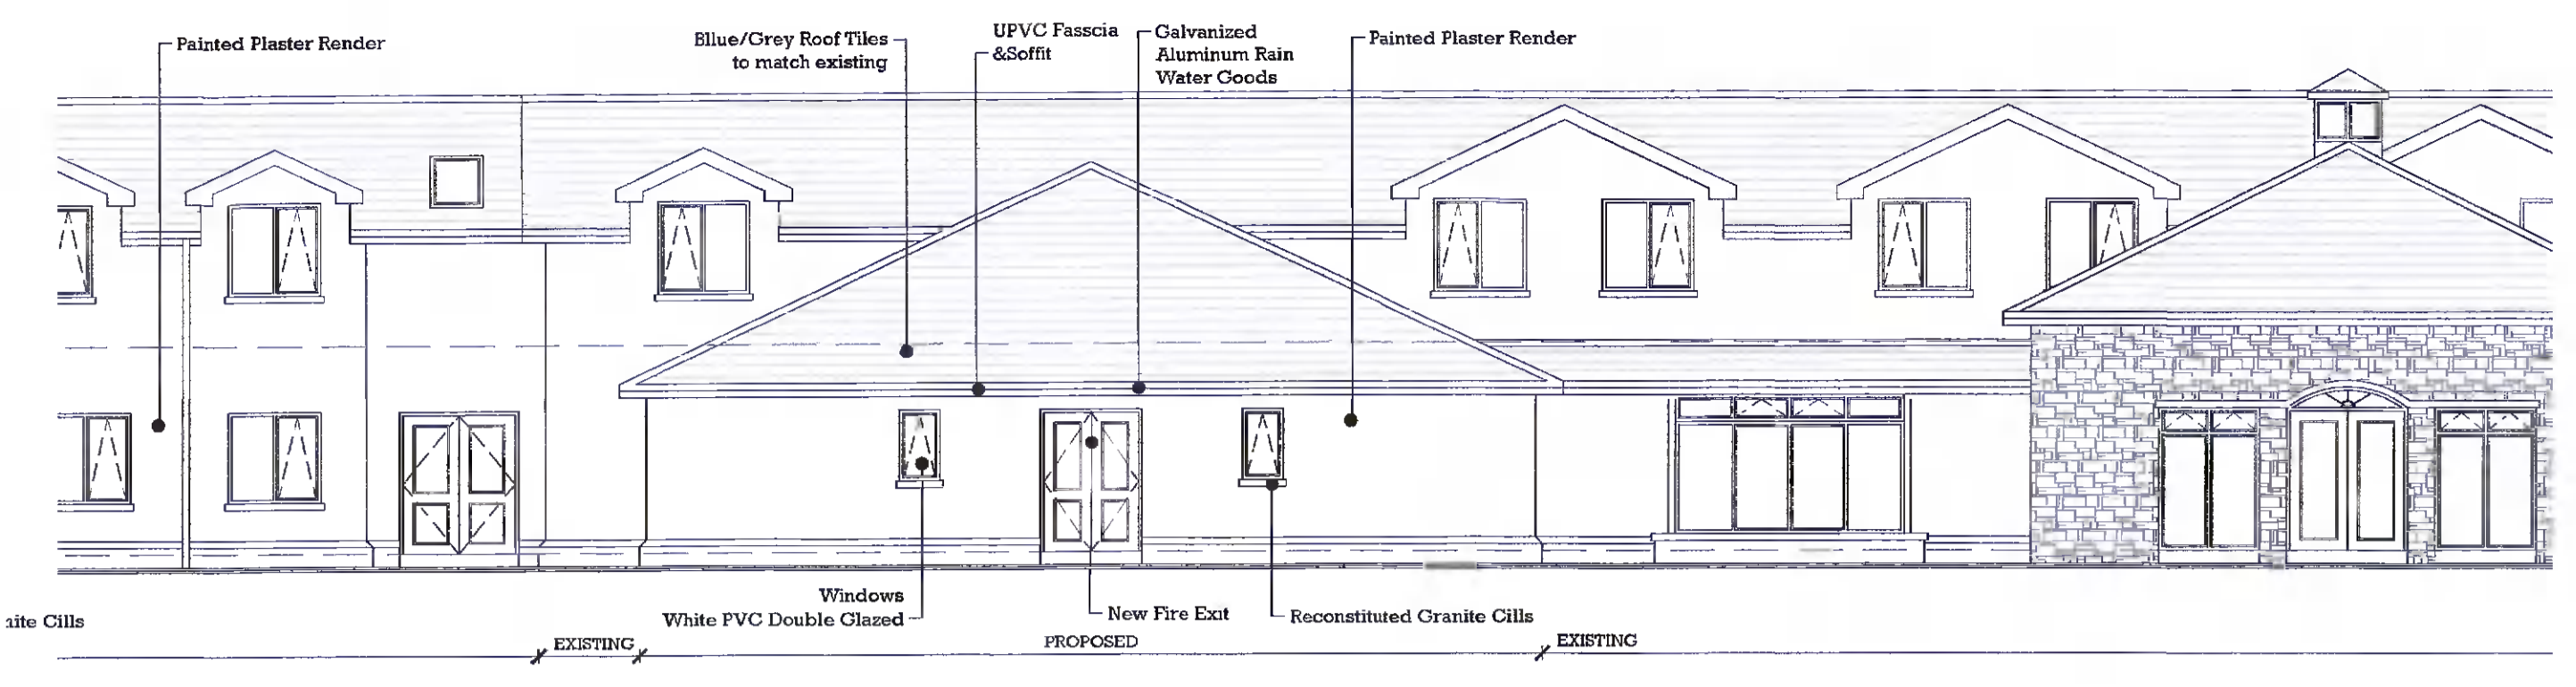 Painted Plaster Render
Bllue/Grey Roof Tiles
to match existing
UPVC Fasscia
&Soffit
Galvanized
Aluminum Rain
Water Goods
Painted Plaster Render
Windows
White PVC Double Glazed
New Fire Exit
Reconstituted Granite Cills
Cills
EXISTING
PROPOSED
EXISTING